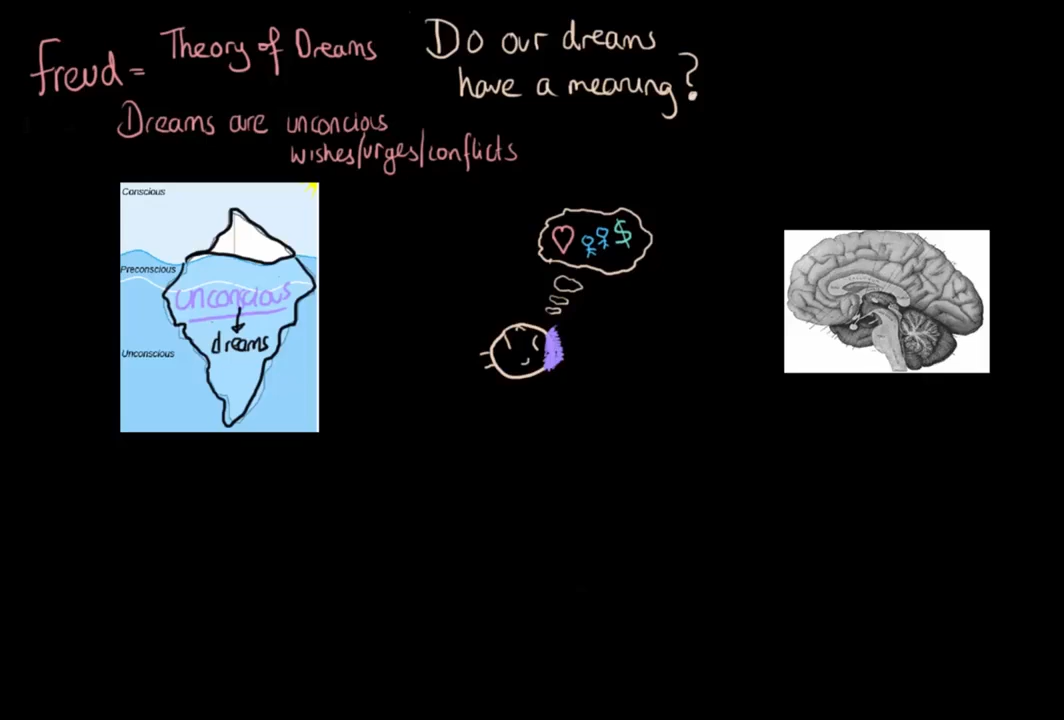 Freud = Theory of Dreams
Do our dreams
have a meaning?
Dreams are unconcious
wishes/urges/conflicts
Conscious
Preconscious
unconcious
dreams
Unconscious
$